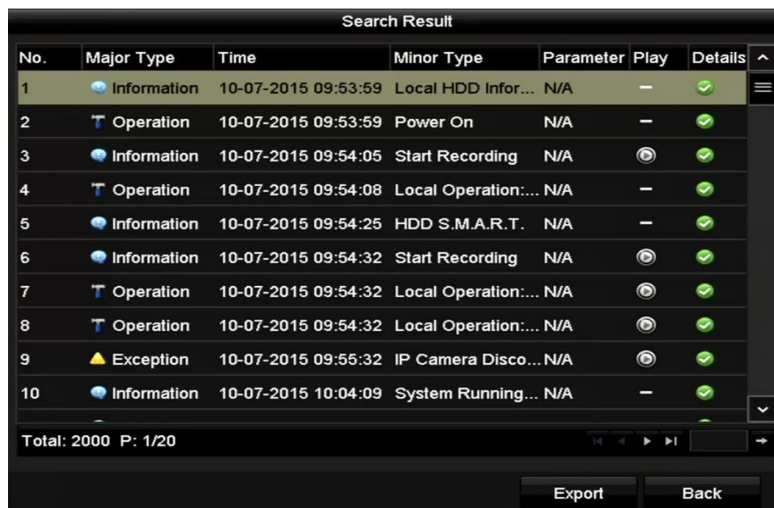 Search Result
No. Major Type Time Minor Type Parameter Play Details
1 Information 10-07-2015 09:53:59 Local HDD Infor... N/A –
2 Operation 10-07-2015 09:53:59 Power On N/A –
3 Information 10-07-2015 09:54:05 Start Recording N/A
4 Operation 10-07-2015 09:54:08 Local Operation:... N/A –
5 Information 10-07-2015 09:54:25 HDD S.M.A.R.T. N/A –
6 Information 10-07-2015 09:54:32 Start Recording N/A
7 Operation 10-07-2015 09:54:32 Local Operation:... N/A
8 Operation 10-07-2015 09:54:32 Local Operation:... N/A
9 Exception 10-07-2015 09:55:32 IP Camera Disco... N/A
10 Information 10-07-2015 10:04:09 System Running... N/A –
Total: 2000 P: 1/20
Export Back